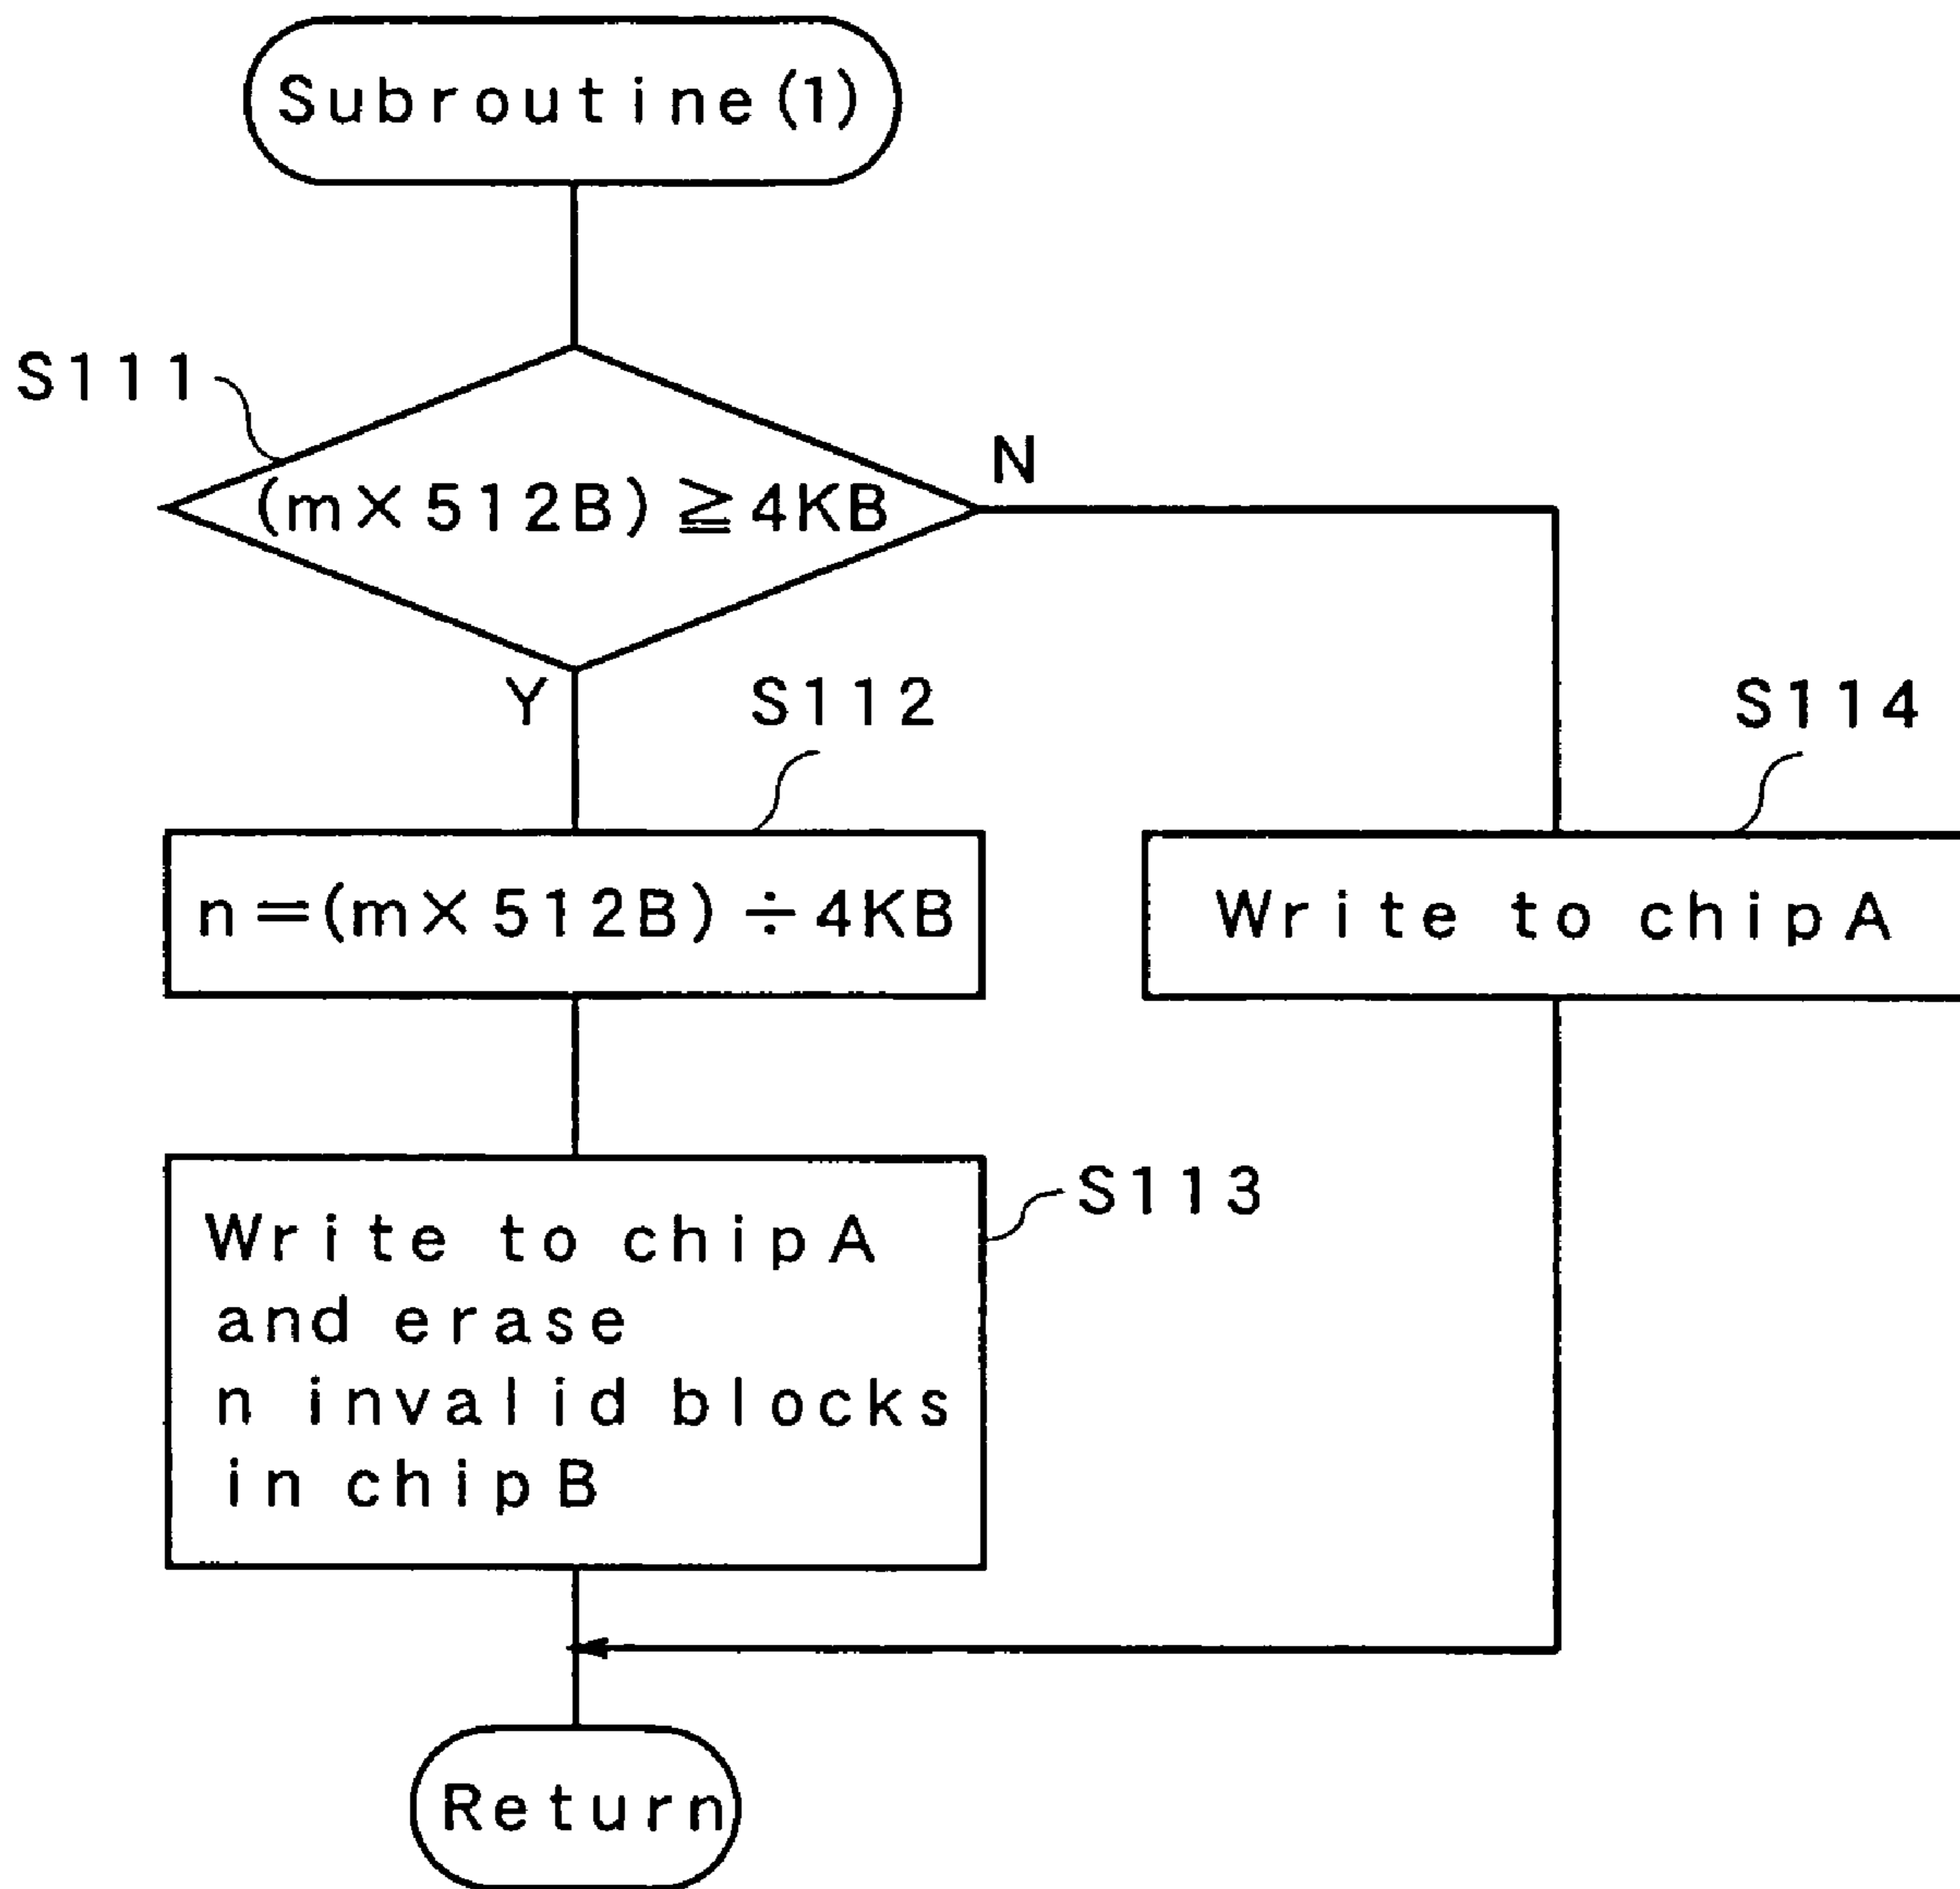 Subroutine(1)
S111
(m×512B)≧4KB
N
Y
S112
S114
n=(m×512B)÷4KB
Write to chipA
S113
Write to chipA
and erase
n invalid blocks
in chipB
Return